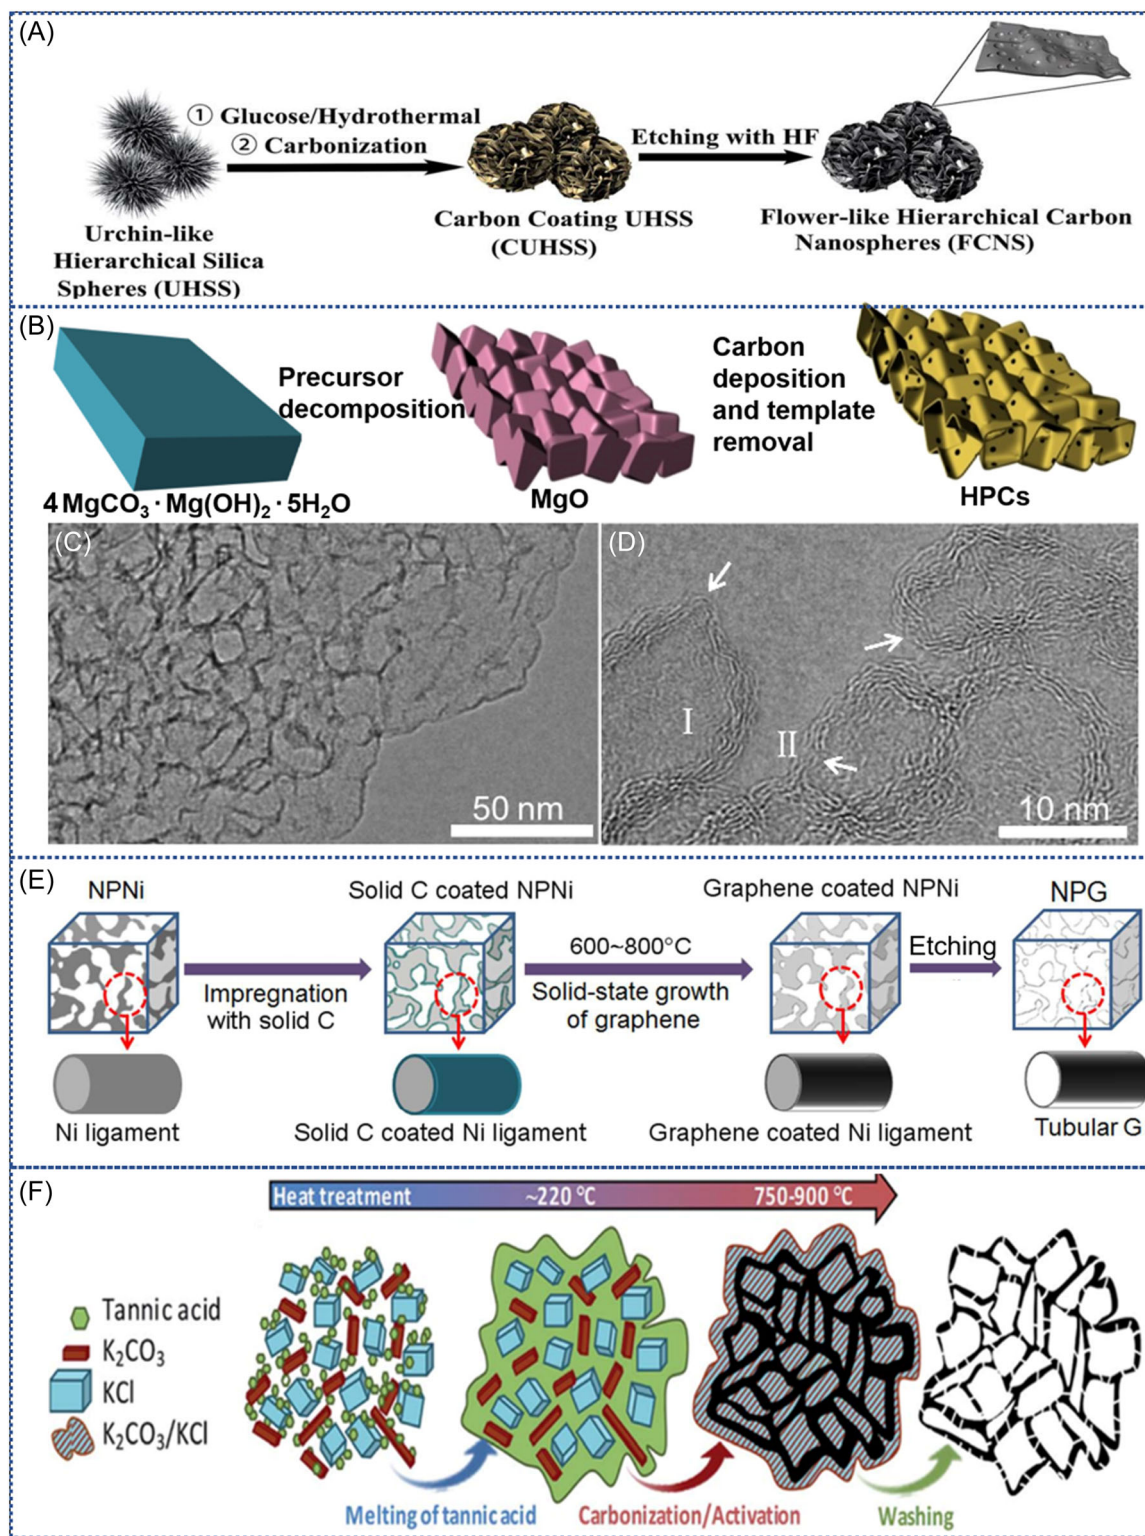 (A)
① Glucose/Hydrothermal
② Carbonization
Etching with HF
Urchin-like
Hierarchical Silica
Spheres (UHSS)
Carbon Coating UHSS
(CUHSS)
Flower-like Hierarchical Carbon
Nanospheres (FCNS)
(B)
Precursor
decomposition
Carbon
deposition
and template
removal
4 MgCO₃ · Mg(OH)₂ · 5H₂O
MgO
HPCs
(C)
50 nm
(D)
I
II
10 nm
(E)
NPNi
Solid C coated NPNi
Graphene coated NPNi
NPG
Impregnation
with solid C
600~800°C
Solid-state growth
of graphene
Etching
Ni ligament
Solid C coated Ni ligament
Graphene coated Ni ligament
Tubular G
(F)
Heat treatment
~220 °C
750-900 °C
Tannic acid
K₂CO₃
KCl
K₂CO₃/KCl
Melting of tannic acid
Carbonization/Activation
Washing